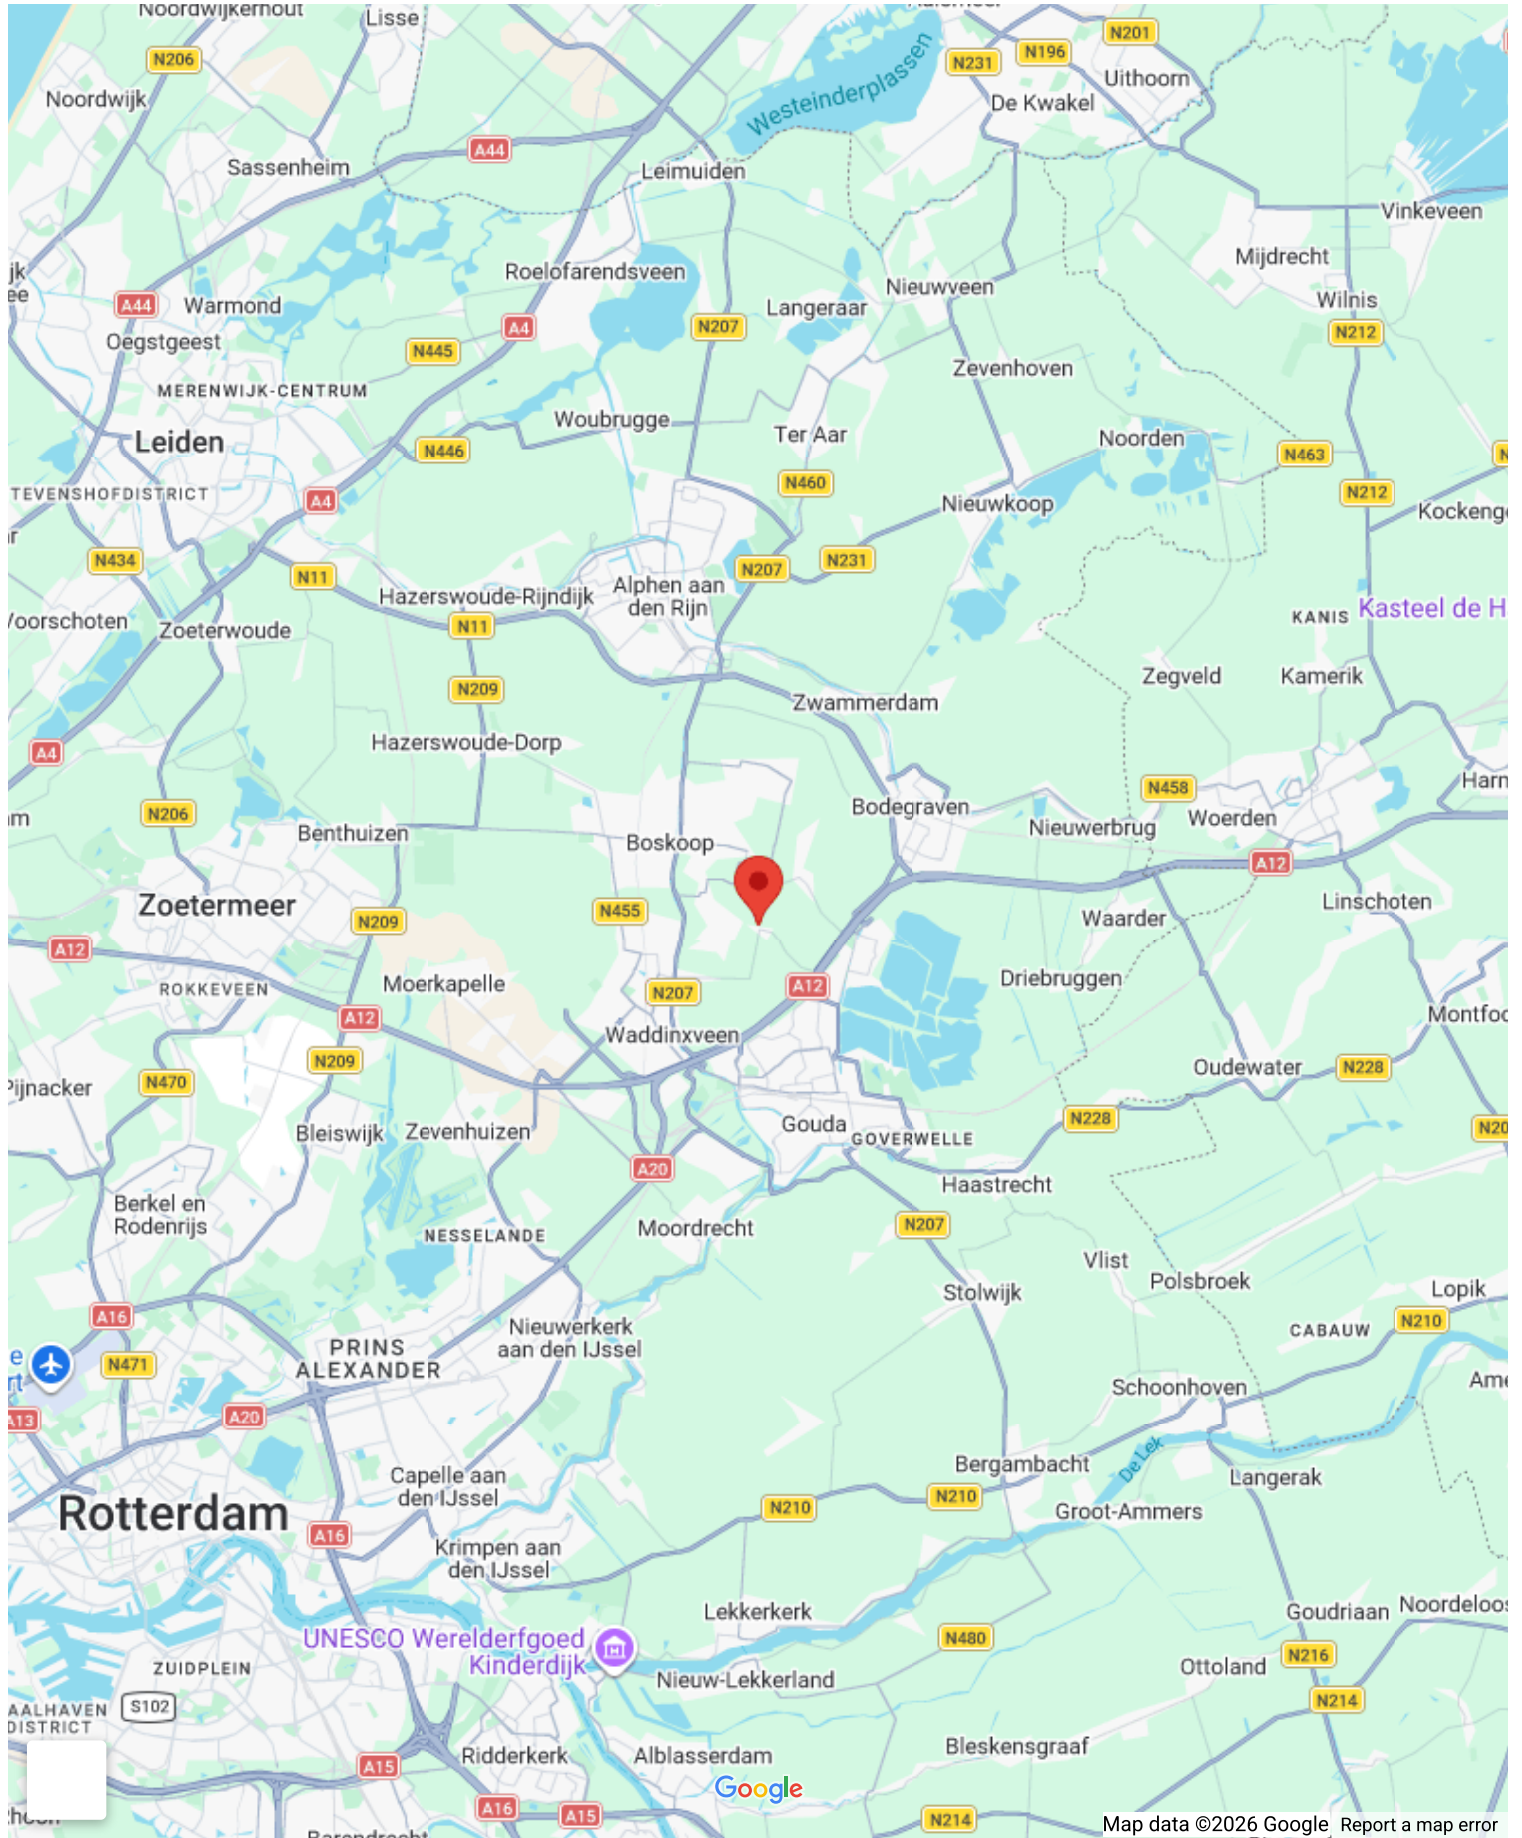 Noordwijkerhout
Lisse
N201
N206
N231
N196
Uithoorn
Noordwijk
De Kwakel
Westeinderplassen
A44
Sassenheim
Leimuiden
Vinkeveen
Mijdrecht
Roelofarendsveen
Nieuwveen
A44
Warmond
Langeraar
Wilnis
A4
N207
N212
Oegstgeest
N445
Zevenhoven
MERENWIJK-CENTRUM
Woubrugge
Ter Aar
Noorden
Leiden
N446
N463
N460
N212
TEVENSHOFDISTRICT
A4
Nieuwkoop
Kockenge
N434
N11
N207
N231
Alphen aan
den Rijn
Hazerswoude-Rijndijk
Kasteel de H
KANIS
Voorschoten
Zoeterwoude
N11
N209
Zegveld
Kamerik
Zwammerdam
A4
Hazerswoude-Dorp
Harm
N458
N206
Bodegraven
Woerden
Benthuizen
Boskoop
Nieuwerbrug
A12
Zoetermeer
N209
N455
Linschoten
Waarder
A12
Moerkapelle
Driebruggen
ROKKEVEEN
N207
A12
A12
Montfoo
Waddinxveen
N209
Oudewater
N228
Pijnacker
N470
Gouda
N228
Bleiswijk
Zevenhuizen
GOVERWELLE
N20
A20
Haastrecht
Berkel en
Rodenrijs
Moordrecht
N207
NESSELANDE
Vlist
Polsbroek
Stolwijk
Lopik
A16
N210
Nieuwerkerk
aan den IJssel
CABAUW
PRINS
ALEXANDER
N471
Schoonhoven
Ame
A13
A20
Bergambacht
De Lek
Langerak
Capelle aan
den IJssel
N210
N210
Rotterdam
Groot-Ammers
A16
Krimpen aan
den IJssel
Lekkerkerk
Goudriaan
Noordeloos
UNESCO Werelderfgoed
Kinderdijk
N480
N216
ZUIDPLEIN
Nieuw-Lekkerland
Ottoland
N214
S102
AALHAVEN
DISTRICT
Bleskensgraaf
A15
Ridderkerk
Alblasserdam
Google
A16
A15
N214
Map data ©2026 Google
Report a map error